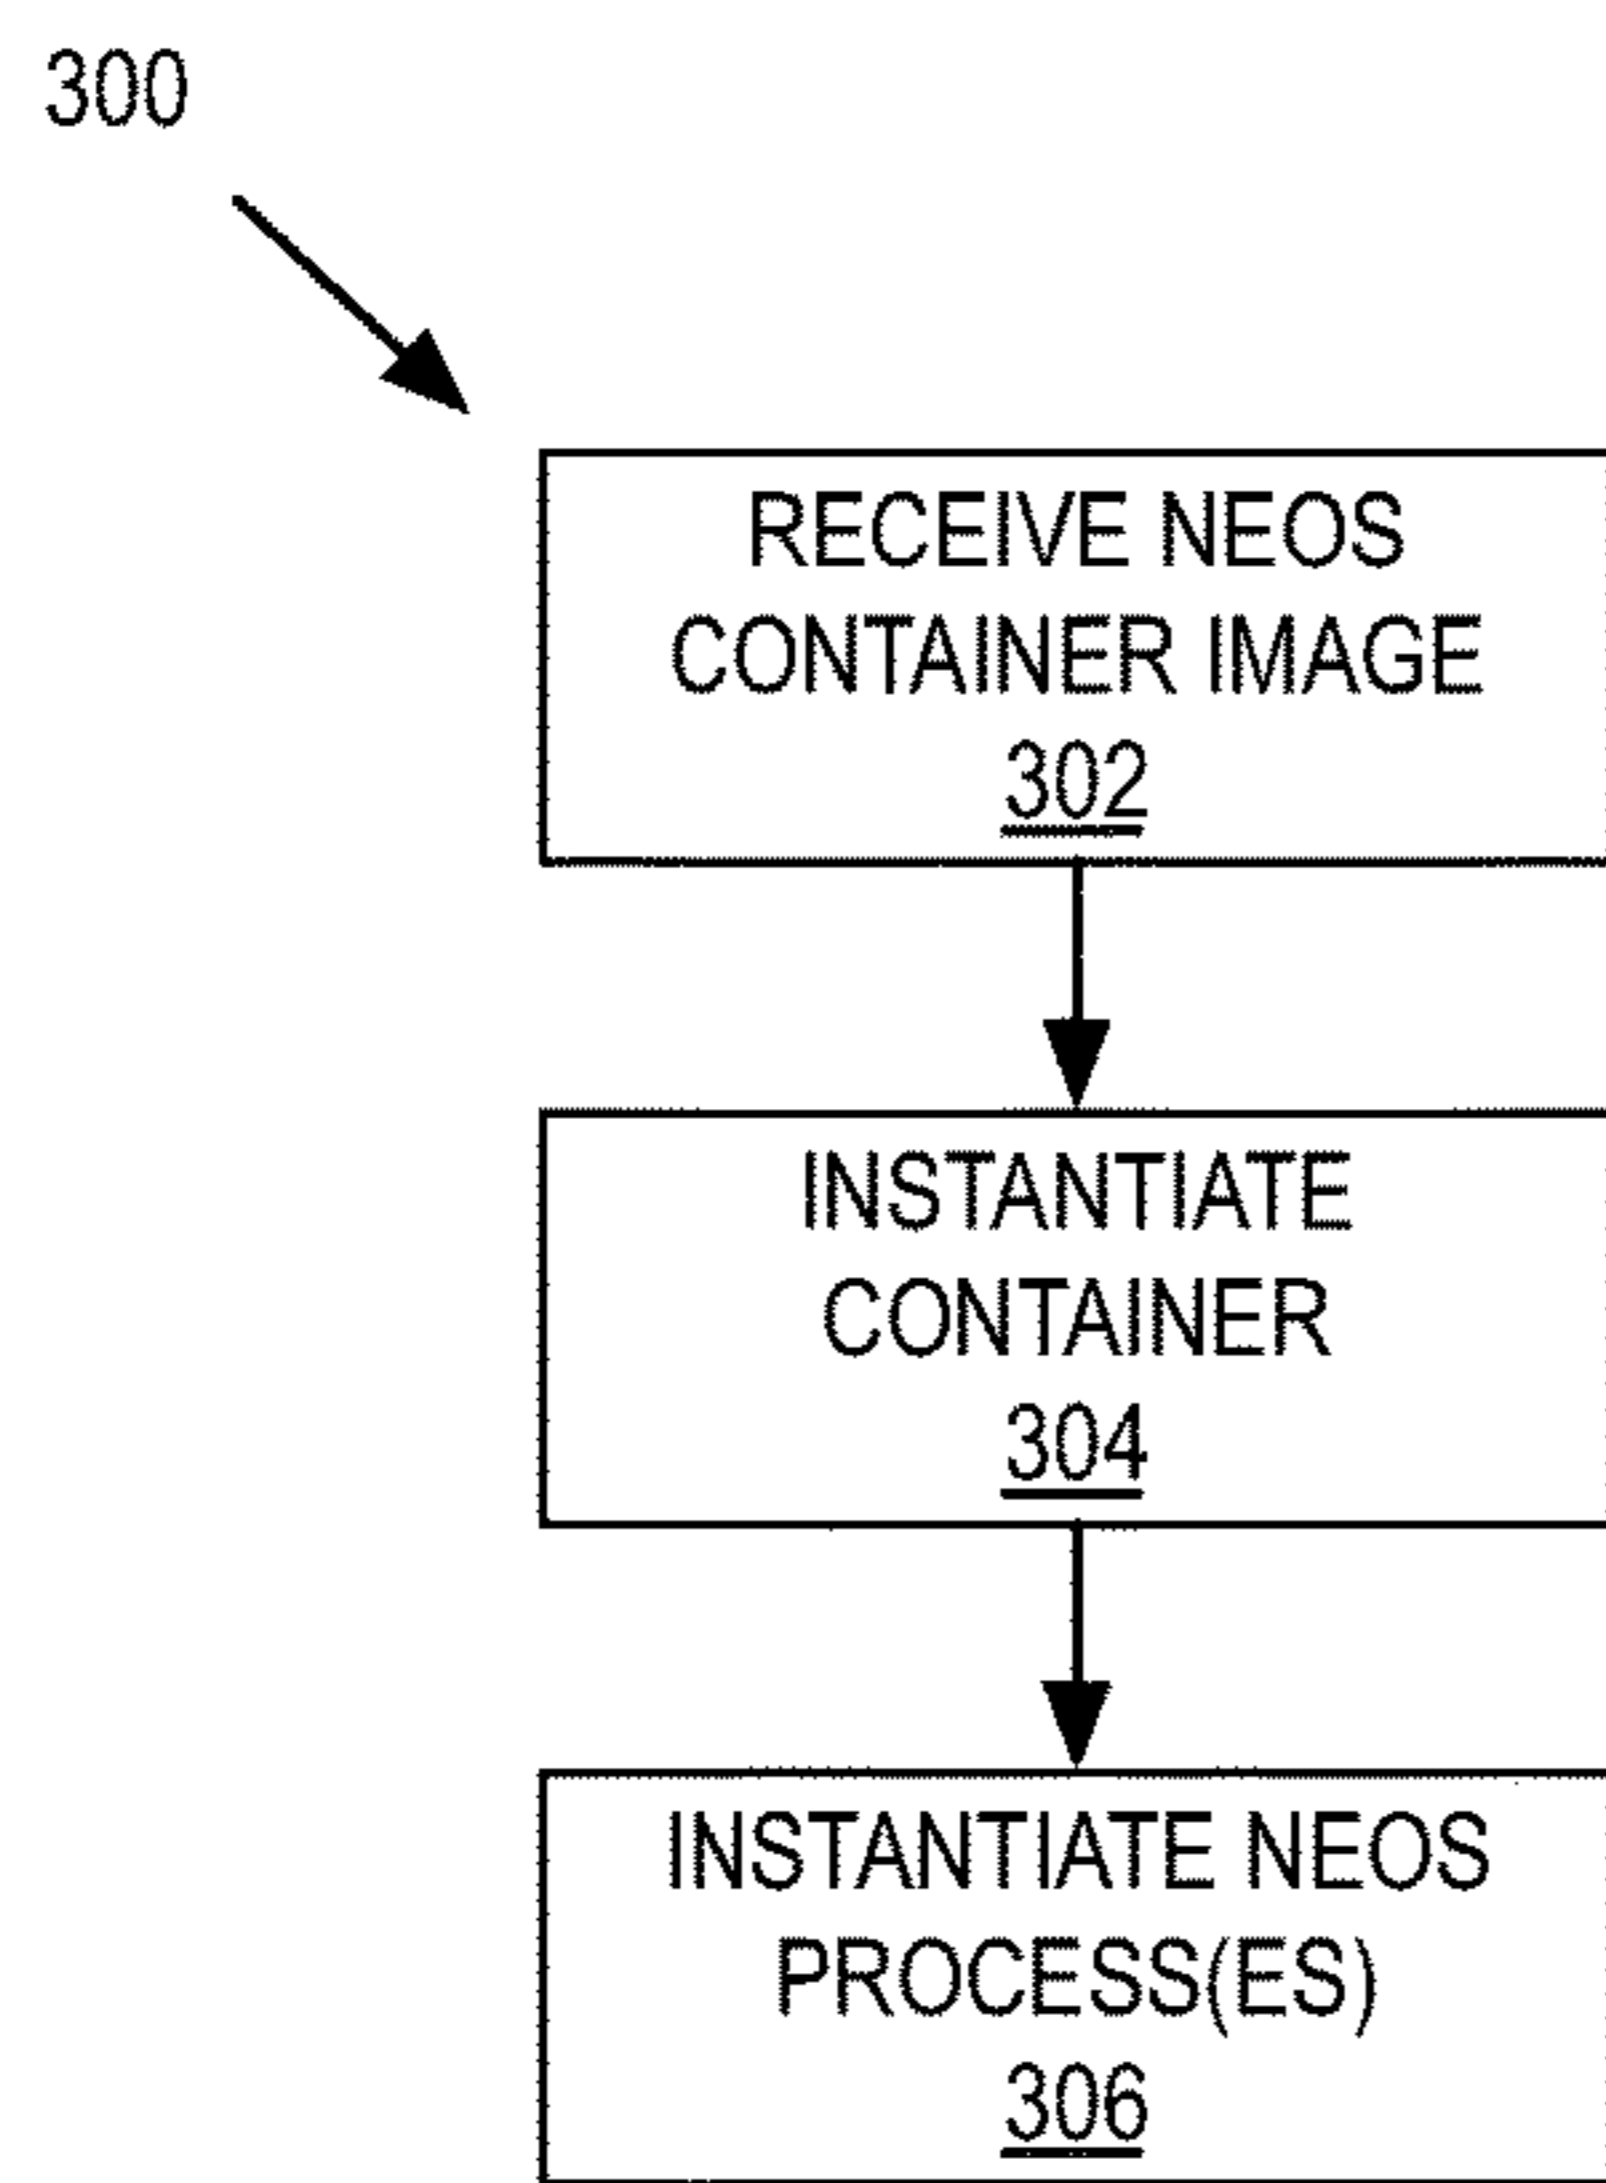 300
RECEIVE NEOS
CONTAINER IMAGE
302
INSTANTIATE
CONTAINER
304
INSTANTIATE NEOS
PROCESS(ES)
306